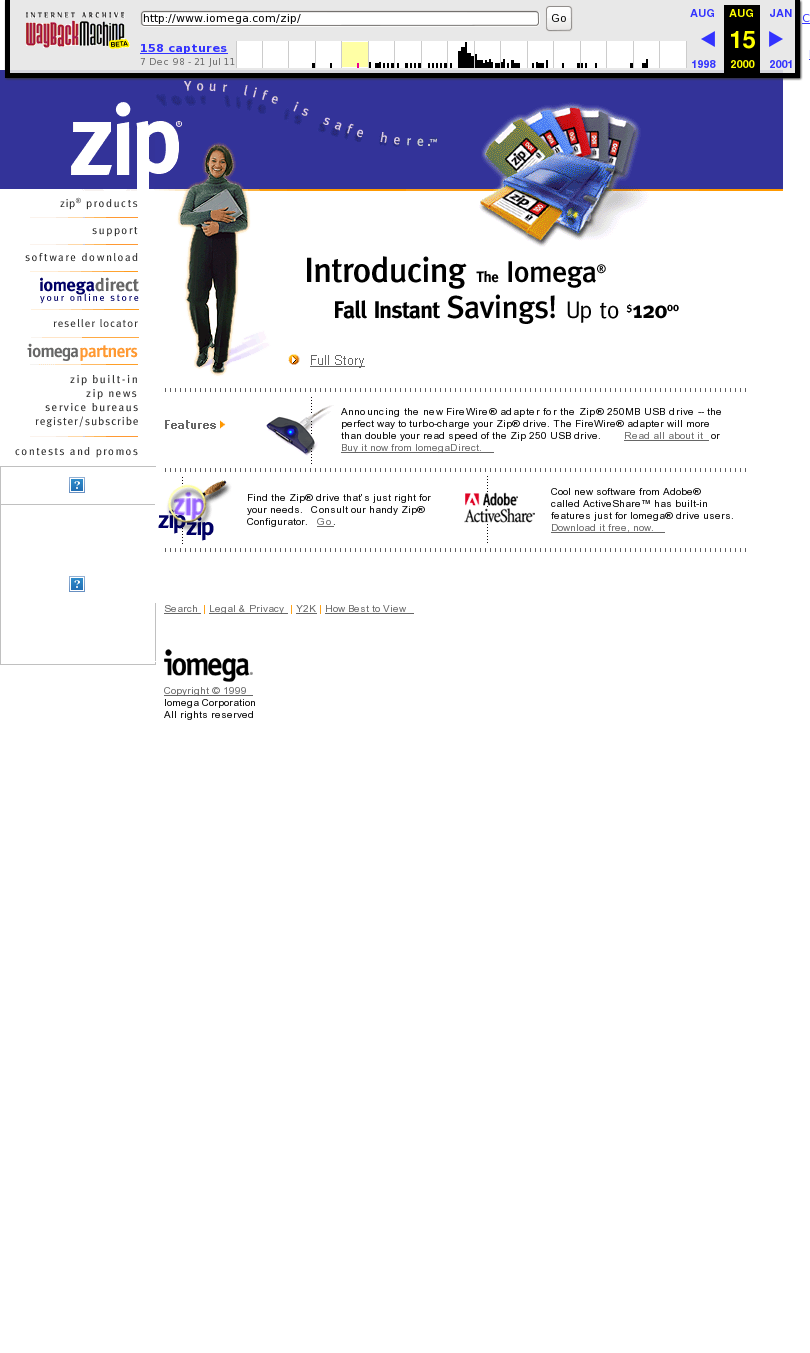 INTERNET ARCHIVE
WayBackMachine
BETA
http://www.iomega.com/zip/
Go
158 captures
7 Dec 98 - 21 Jul 11
AUG AUG JAN
15
1998 2000 2001
C
Your life is safe here.™
zip®
zip
100
100
zip® products
support
software download
iomegadirect
your online store
reseller locator
iomegapartners
zip built-in
zip news
service bureaus
register/subscribe
contests and promos
Introducing The Iomega®
Fall Instant Savings! Up to $120⁰⁰
Full Story
Features
Announcing the new FireWire® adapter for the Zip® 250MB USB drive – the
perfect way to turbo-charge your Zip® drive. The FireWire® adapter will more
than double your read speed of the Zip 250 USB drive. Read all about it or
Buy it now from IomegaDirect.
zip
zip
zip
Find the Zip® drive that's just right for
your needs. Consult our handy Zip®
Configurator. Go.
Adobe
ActiveShare™
Cool new software from Adobe®
called ActiveShare™ has built-in
features just for Iomega® drive users.
Download it free, now.
Search | Legal & Privacy | Y2K | How Best to View
iomega®
Copyright © 1999
Iomega Corporation
All rights reserved